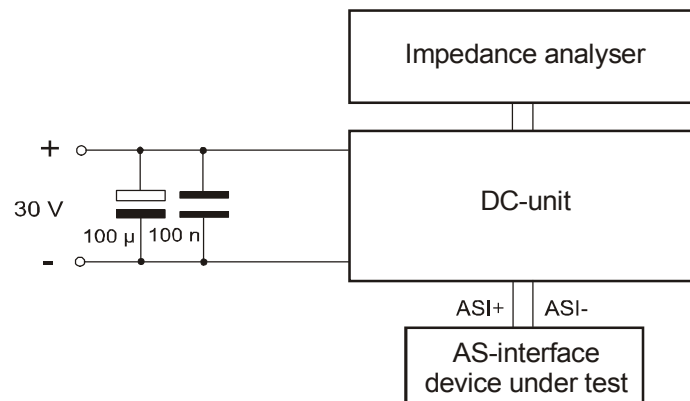 Impedance analyser
+
30 V
100 µ
100 n
-
DC-unit
ASI+
ASI-
AS-interface
device under test